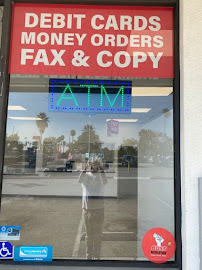 DEBIT CARDS
MONEY ORDERS
FAX & COPY
ATM